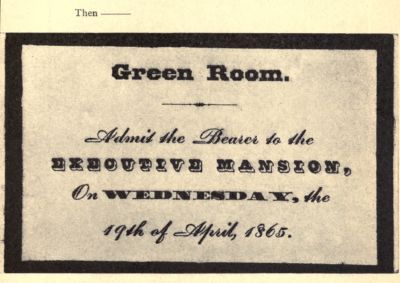 Then ——
Green Room.
Admit the Bearer to the
EXECUTIVE MANSION,
On WEDNESDAY, the
19th of April, 1865.